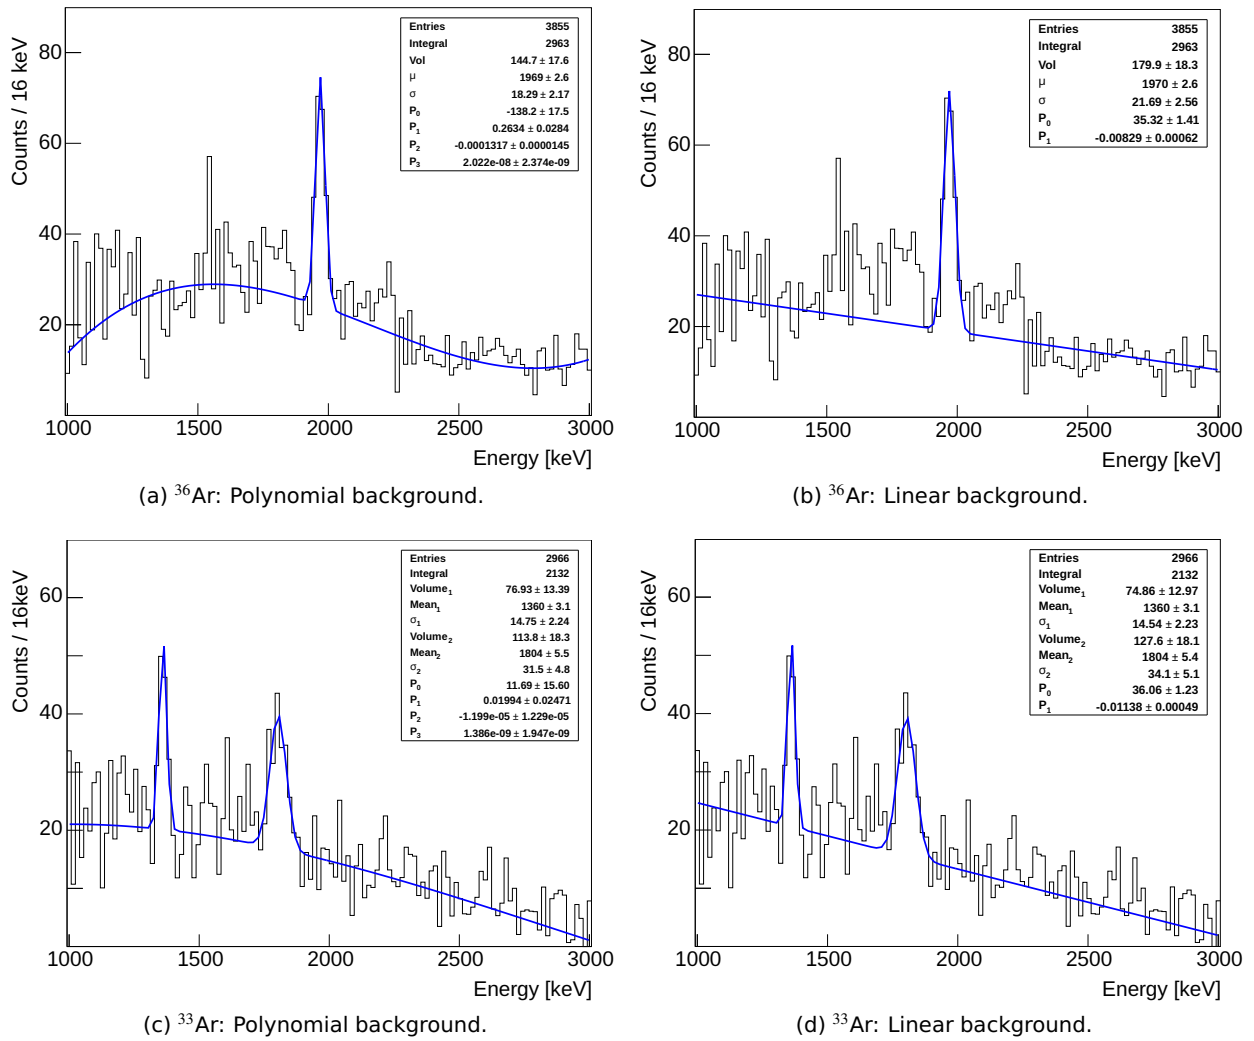 Counts / 16 keV
80
60
40
20
Entries 3855
Integral 2963
Vol 144.7 ± 17.6
μ 1969 ± 2.6
σ 18.29 ± 2.17
P0 -138.2 ± 17.5
P1 0.2634 ± 0.0284
P2 -0.0001317 ± 0.0000145
P3 2.022e-08 ± 2.374e-09
1000 1500 2000 2500 3000
Energy [keV]
(a) 36Ar: Polynomial background.
Counts / 16 keV
80
60
40
20
Entries 3855
Integral 2963
Vol 179.9 ± 18.3
μ 1970 ± 2.6
σ 21.69 ± 2.56
P0 35.32 ± 1.41
P1 -0.00829 ± 0.00062
1000 1500 2000 2500 3000
Energy [keV]
(b) 36Ar: Linear background.
Counts / 16keV
60
40
20
Entries 2966
Integral 2132
Volume1 76.93 ± 13.39
Mean1 1360 ± 3.1
σ1 14.75 ± 2.24
Volume2 113.8 ± 18.3
Mean2 1804 ± 5.5
σ2 31.5 ± 4.8
P0 11.69 ± 15.60
P1 0.01994 ± 0.02471
P2 -1.199e-05 ± 1.229e-05
P3 1.386e-09 ± 1.947e-09
1000 1500 2000 2500 3000
Energy [keV]
(c) 33Ar: Polynomial background.
Counts / 16keV
60
40
20
Entries 2966
Integral 2132
Volume1 74.86 ± 12.97
Mean1 1360 ± 3.1
σ1 14.54 ± 2.23
Volume2 127.6 ± 18.1
Mean2 1804 ± 5.4
σ2 34.1 ± 5.1
P0 36.06 ± 1.23
P1 -0.01138 ± 0.00049
1000 1500 2000 2500 3000
Energy [keV]
(d) 33Ar: Linear background.